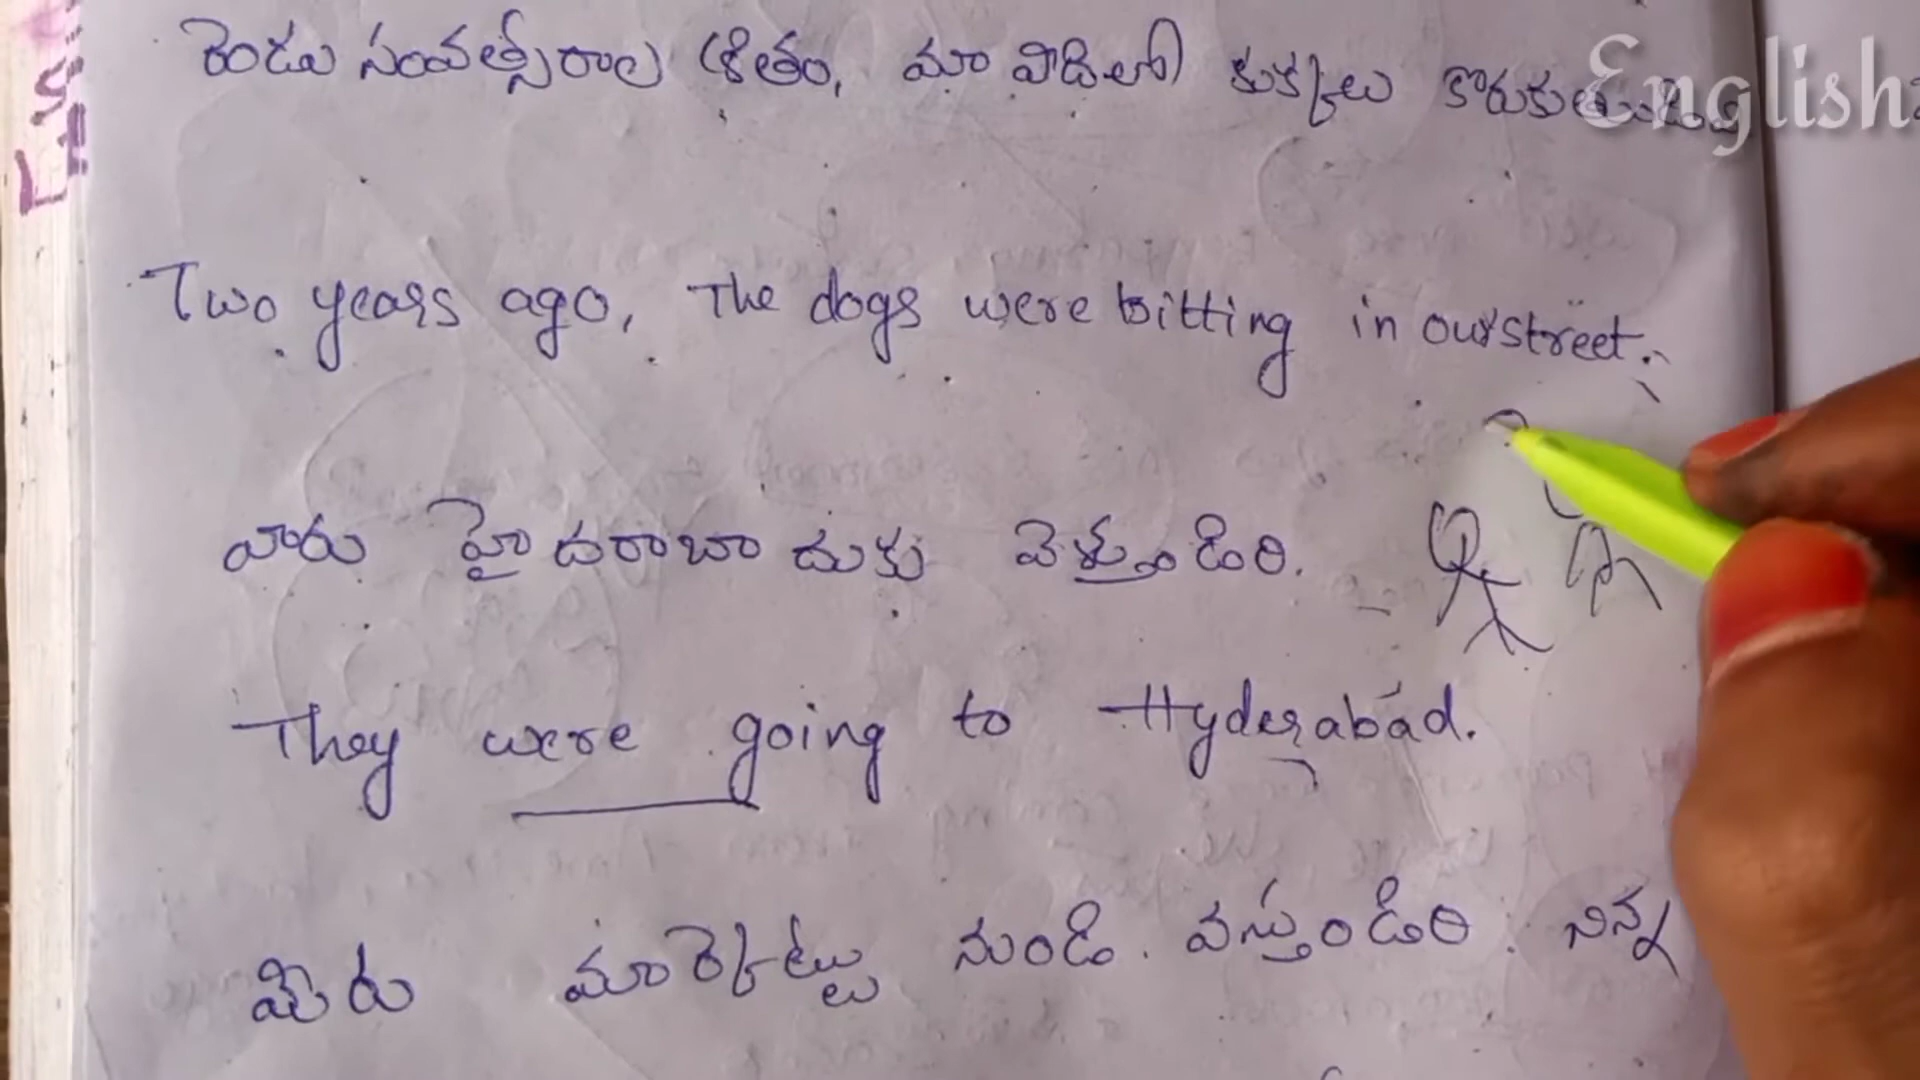 రెండు సంవత్సరాల క్రితం, మా వీదిలో కుక్కలు
English
Two years ago, The dogs were bitting in our street.
వారు హైదరాబాదుకు వెళ్తుండిరి.
They were going to Hyderabad.
మీరు మార్కెట్టు నుండి వస్తుండిరి. నిన్న